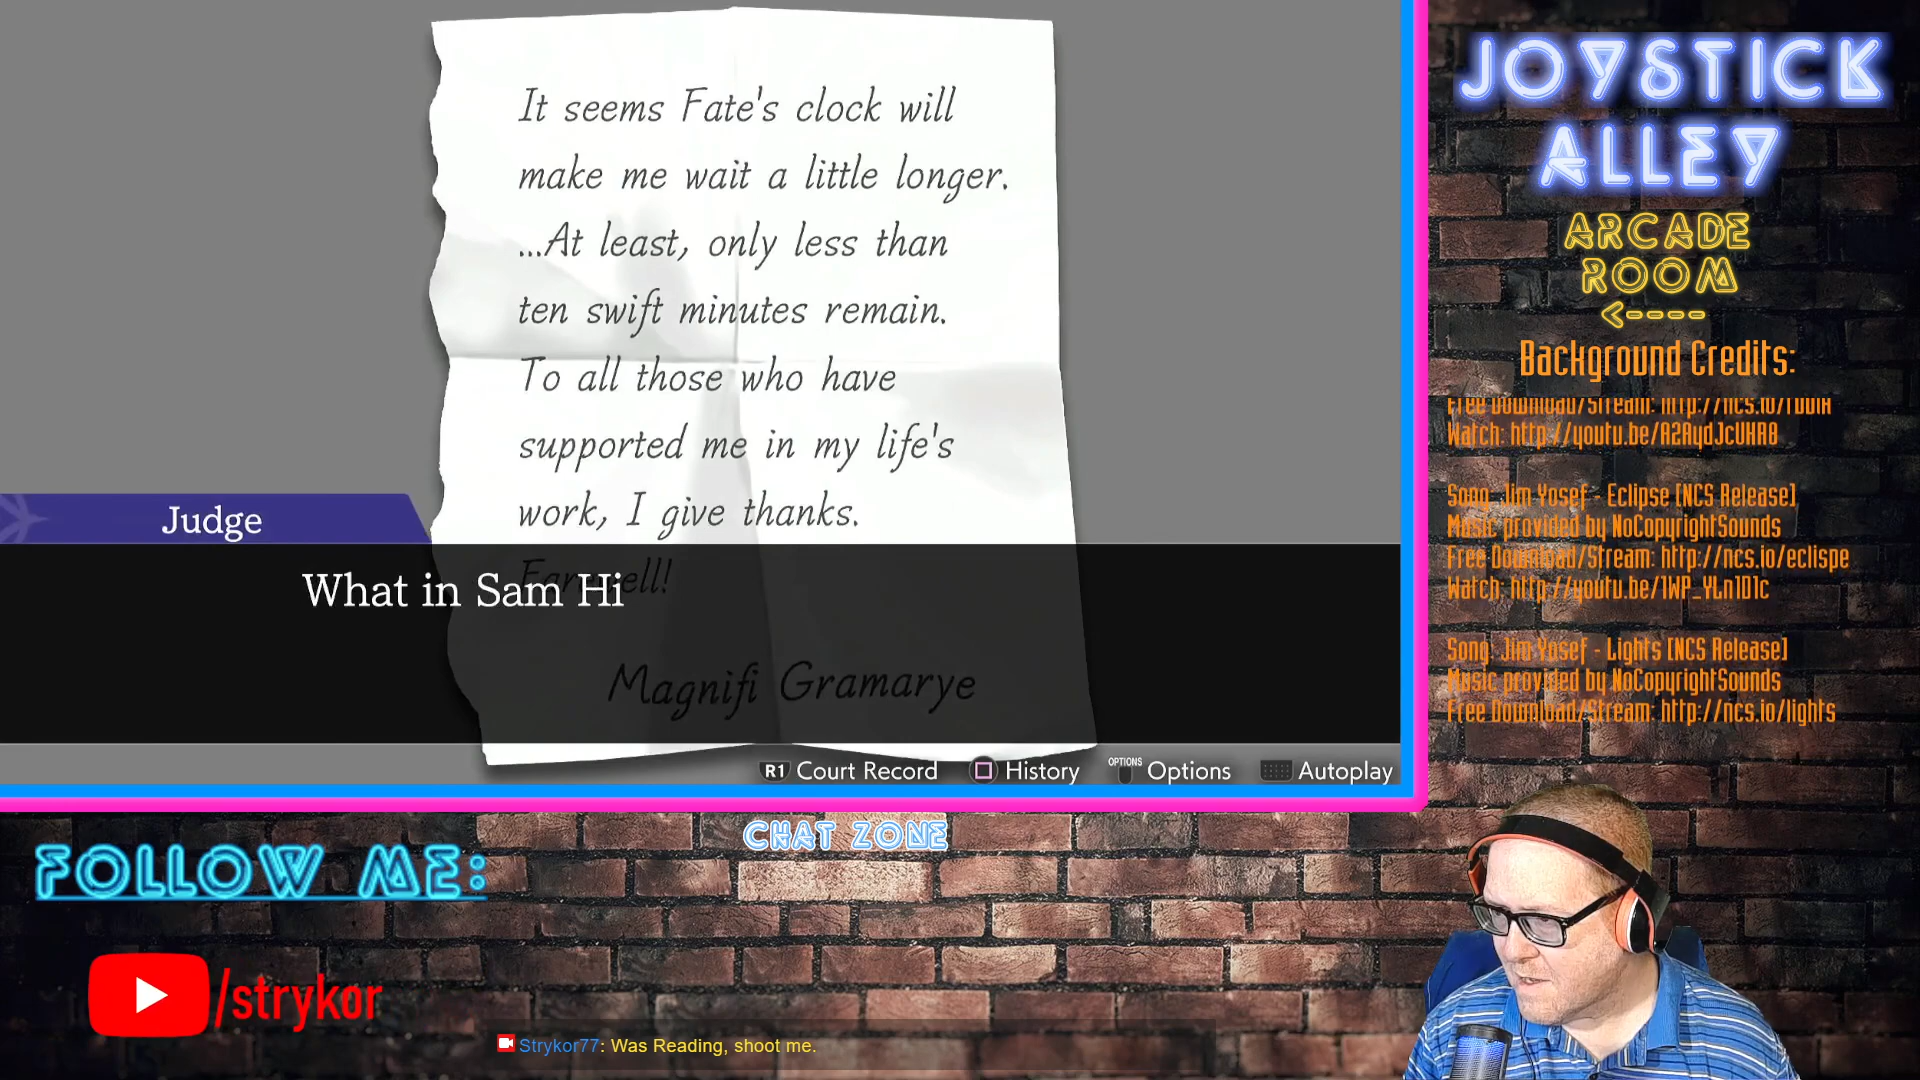 It seems Fate's clock will
make me wait a little longer.
...At least, only less than
ten swift minutes remain.
To all those who have
supported me in my life's
work, I give thanks.
Farewell!
Magnifi Gramarye
Judge
What in Sam Hi
R1 Court Record
History
OPTIONS Options
Autoplay
JOYSTICK
ALLEY
ARCADE
ROOM
<----
Background Credits:
Watch: http://youtu.be/A2AydJcUHA8
Song: Jim Yosef - Eclipse [NCS Release]
Music provided by NoCopyrightSounds
Free Download/Stream: http://ncs.io/eclispe
Watch: http://youtu.be/1WP_YLn1D1c
Song: Jim Yosef - Lights [NCS Release]
Music provided by NoCopyrightSounds
Free Download/Stream: http://ncs.io/lights
CHAT ZONE
FOLLOW ME:
/strykor
Strykor77: Was Reading, shoot me.